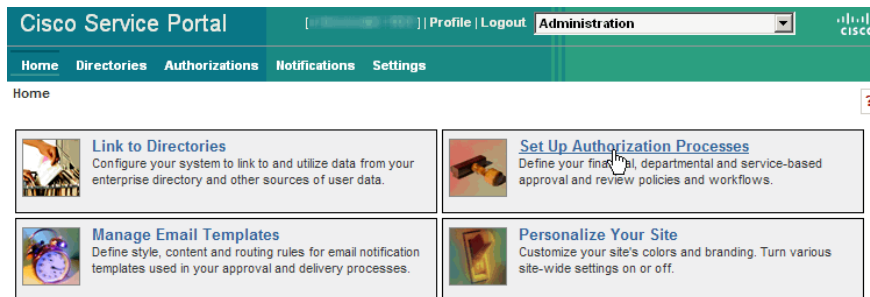 Cisco Service Portal [ ] | Profile | Logout Administration
CISCO
Home Directories Authorizations Notifications Settings
Home
?
Link to Directories
Configure your system to link to and utilize data from your
enterprise directory and other sources of user data.
Set Up Authorization Processes
Define your financial, departmental and service-based
approval and review policies and workflows.
Manage Email Templates
Define style, content and routing rules for email notification
templates used in your approval and delivery processes.
Personalize Your Site
Customize your site's colors and branding. Turn various
site-wide settings on or off.